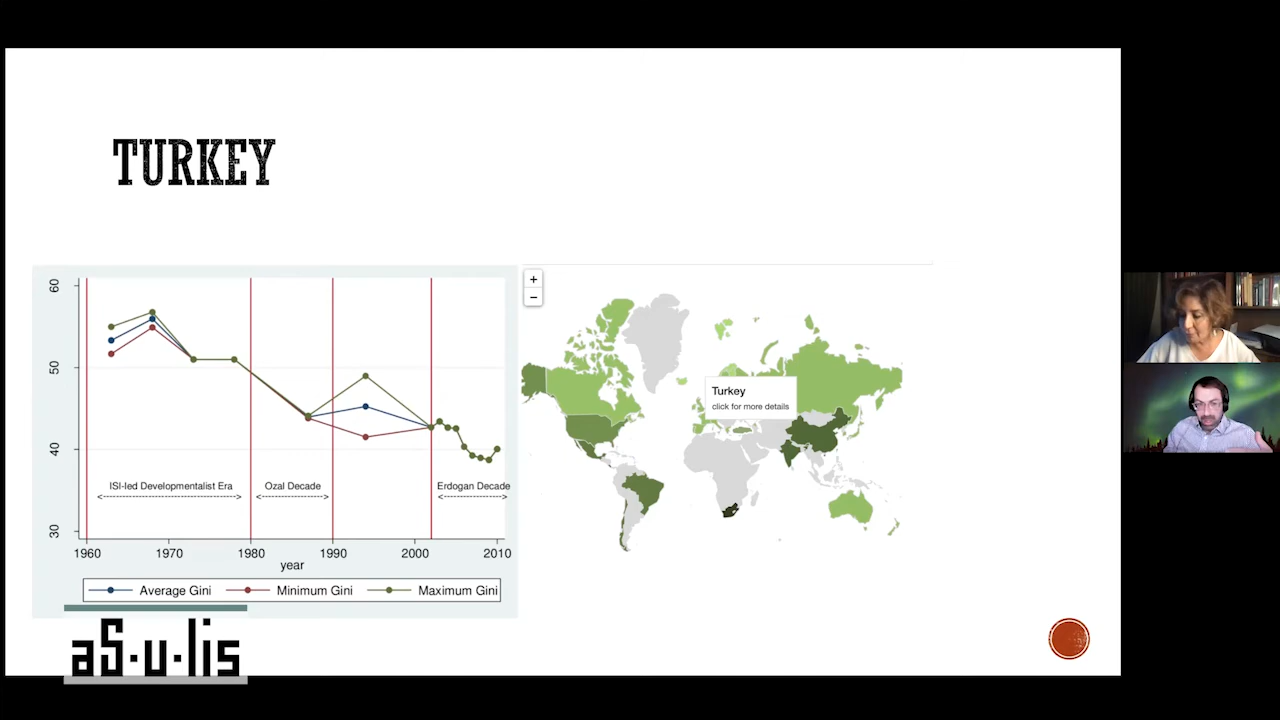 TURKEY
60
50
40
30
ISI-led Developmentalist Era
Ozal Decade
Erdogan Decade
1960
1970
1980
1990
2000
2010
year
Average Gini
Minimum Gini
Maximum Gini
+
−
Turkey
click for more details
aS·u·lis